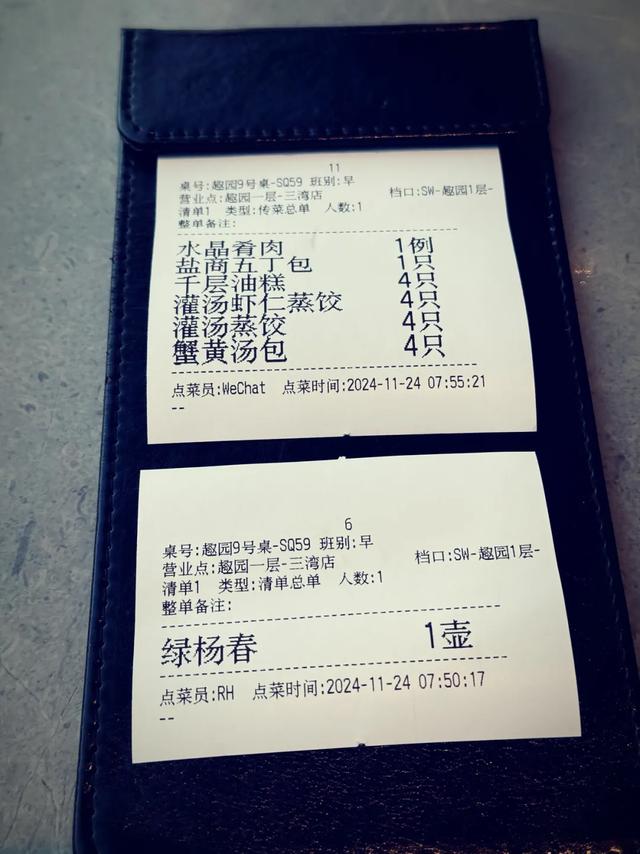 11
桌号:趣园9号桌-SQ59 班别:早
营业点:趣园一层-三湾店 档口:SW-趣园1层-
清单1 类型:传菜总单 人数:1
整单备注:
水晶肴肉 1例
盐商五丁包 1只
千层油糕 4只
灌汤虾仁蒸饺 4只
灌汤蒸饺 4只
蟹黄汤包 4只
点菜员:WeChat 点菜时间:2024-11-24 07:55:21
--
6
桌号:趣园9号桌-SQ59 班别:早
营业点:趣园一层-三湾店 档口:SW-趣园1层-
清单1 类型:清单总单 人数:1
整单备注:
绿杨春 1壶
点菜员:RH 点菜时间:2024-11-24 07:50:17
--